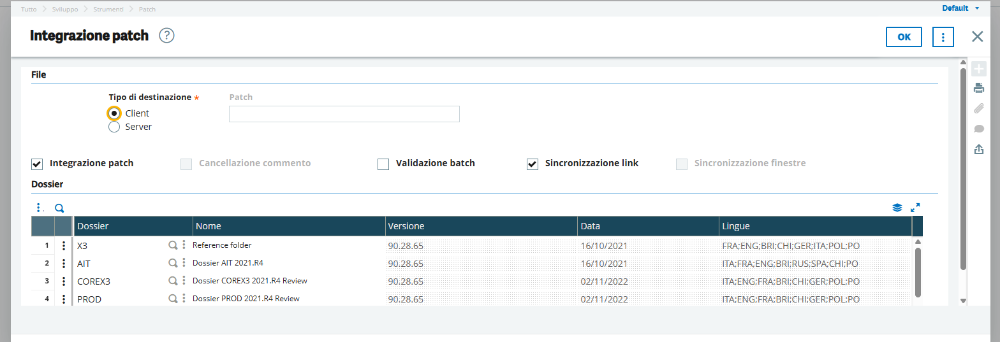 Tutto Sviluppo Strumenti Patch
Default
Integrazione patch ?
OK
File
Tipo di destinazione * Patch
Client
Server
Integrazione patch Cancellazione commento Validazione batch Sincronizzazione link Sincronizzazione finestre
Dossier
Dossier Nome Versione Data Lingue
1 X3 Reference folder 90.28.65 16/10/2021 FRA;ENG;BRI;CHI;GER;ITA;POL;PO
2 AIT Dossier AIT 2021.R4 90.28.65 16/10/2021 ITA;FRA;ENG;BRI;RUS;SPA;CHI;PO
3 COREX3 Dossier COREX3 2021.R4 Review 90.28.65 02/11/2022 ITA;ENG;FRA;BRI;CHI;GER;POL;PO
4 PROD Dossier PROD 2021.R4 Review 90.28.65 02/11/2022 ITA;ENG;FRA;BRI;CHI;GER;POL;PO